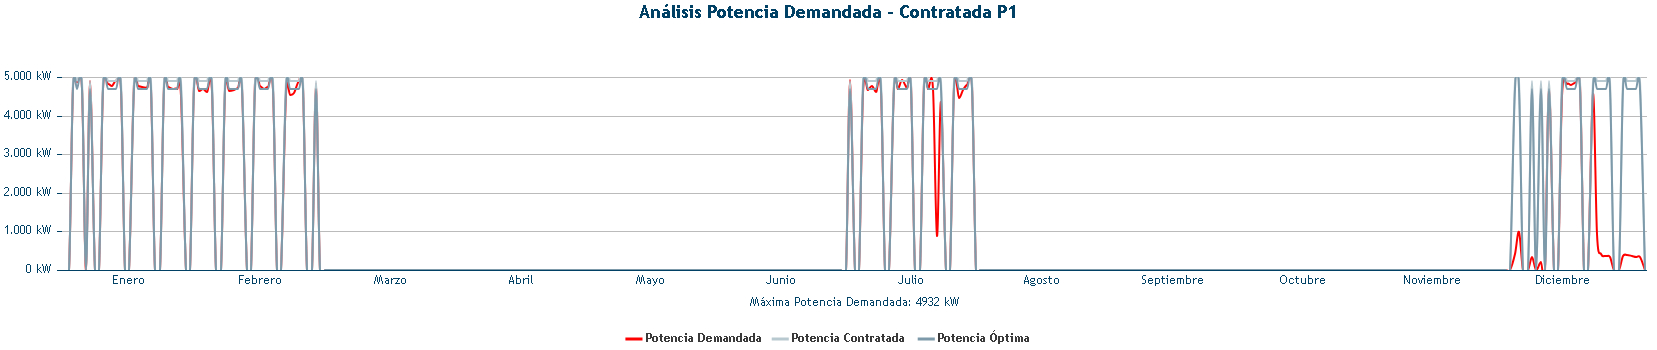 Análisis Potencia Demandada - Contratada P1
5.000 kW
4.000 kW
3.000 kW
2.000 kW
1.000 kW
0 kW
Enero Febrero Marzo Abril Mayo Junio Julio Agosto Septiembre Octubre Noviembre Diciembre
Máxima Potencia Demandada: 4932 kW
Potencia Demandada Potencia Contratada Potencia Óptima